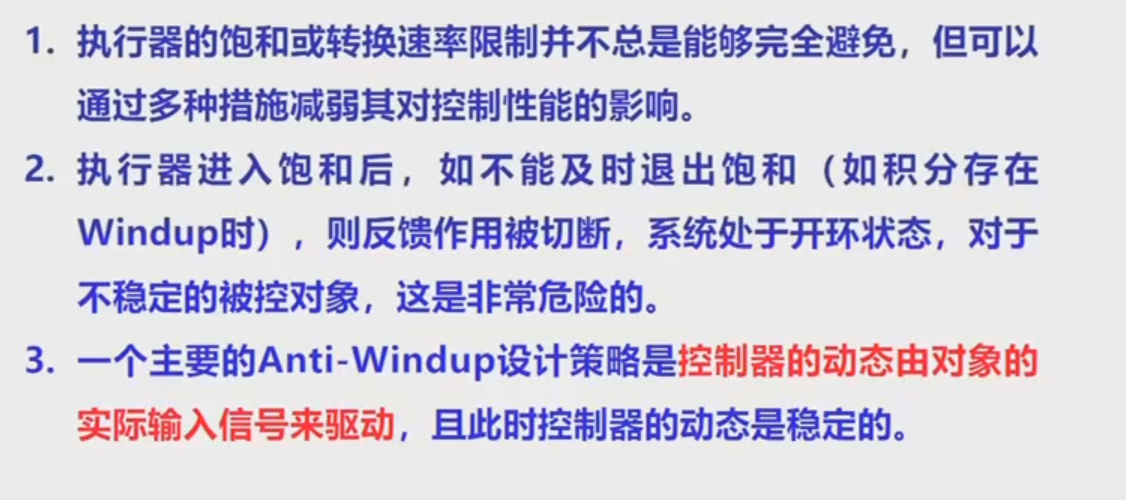 1. 执行器的饱和或转换速率限制并不总是能够完全避免，但可以
通过多种措施减弱其对控制性能的影响。
2. 执行器进入饱和后，如不能及时退出饱和（如积分存在
Windup时），则反馈作用被切断，系统处于开环状态，对于
不稳定的被控对象，这是非常危险的。
3. 一个主要的Anti-Windup设计策略是控制器的动态由对象的
实际输入信号来驱动，且此时控制器的动态是稳定的。